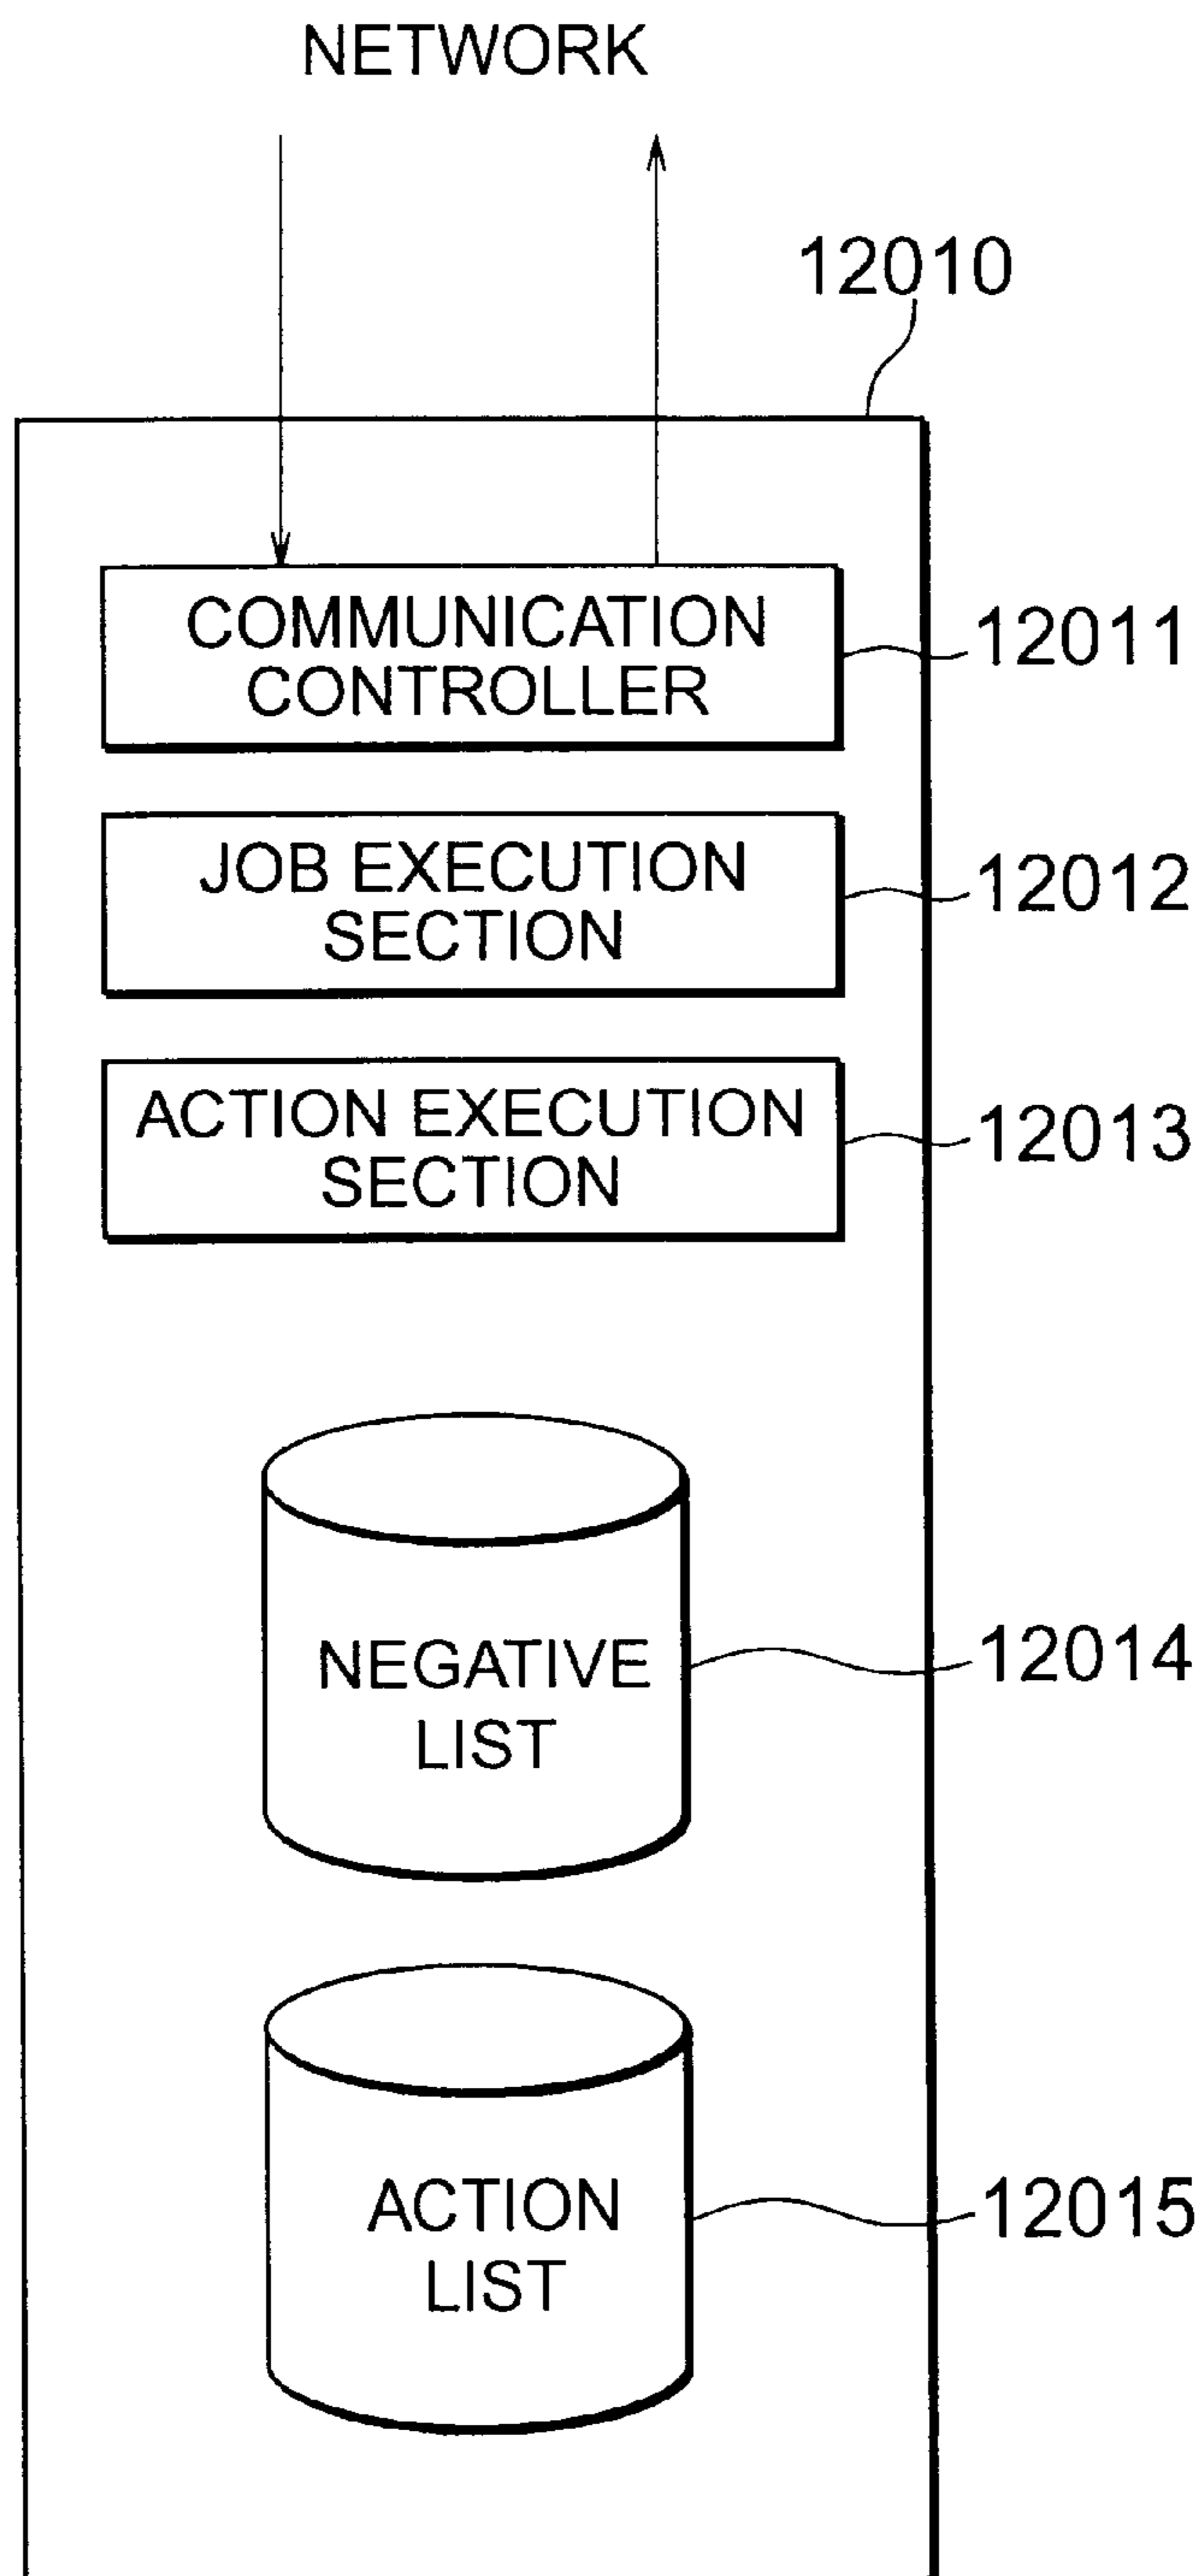 NETWORK
12010
COMMUNICATION
CONTROLLER
12011
JOB EXECUTION
SECTION
12012
ACTION EXECUTION
SECTION
12013
NEGATIVE
LIST
12014
ACTION
LIST
12015